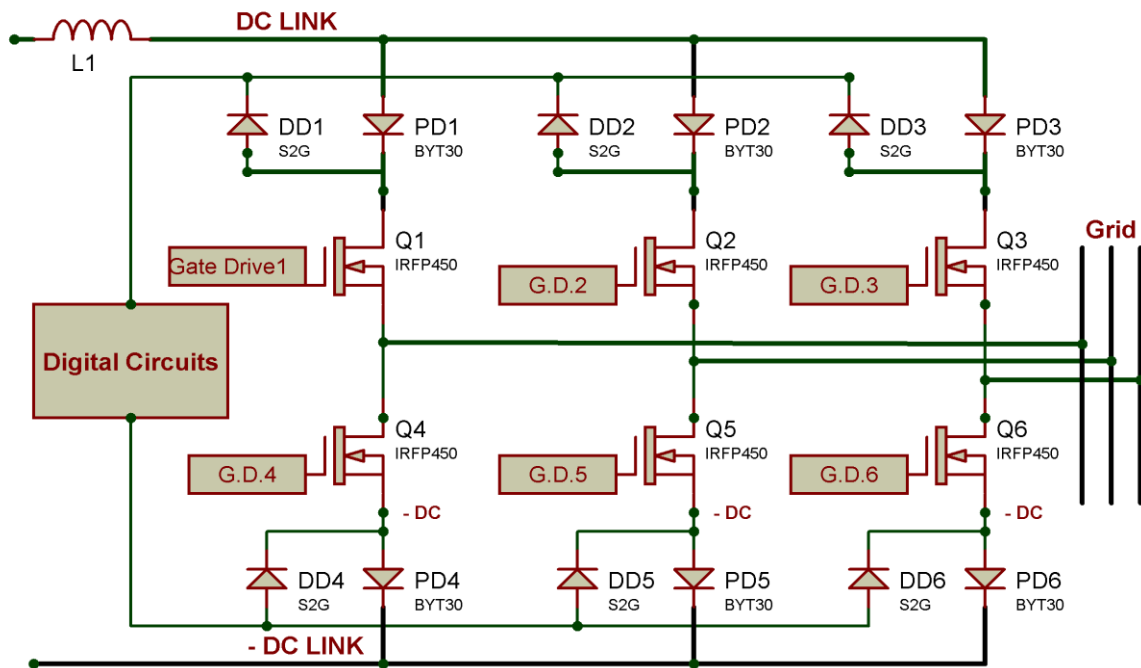 DC LINK
L1
DD1
S2G
PD1
BYT30
DD2
S2G
PD2
BYT30
DD3
S2G
PD3
BYT30
Q1
IRFP450
Q2
IRFP450
Q3
IRFP450
Grid
Gate Drive1
G.D.2
G.D.3
Digital Circuits
Q4
IRFP450
Q5
IRFP450
Q6
IRFP450
G.D.4
G.D.5
G.D.6
- DC
- DC
- DC
DD4
S2G
PD4
BYT30
DD5
S2G
PD5
BYT30
DD6
S2G
PD6
BYT30
- DC LINK